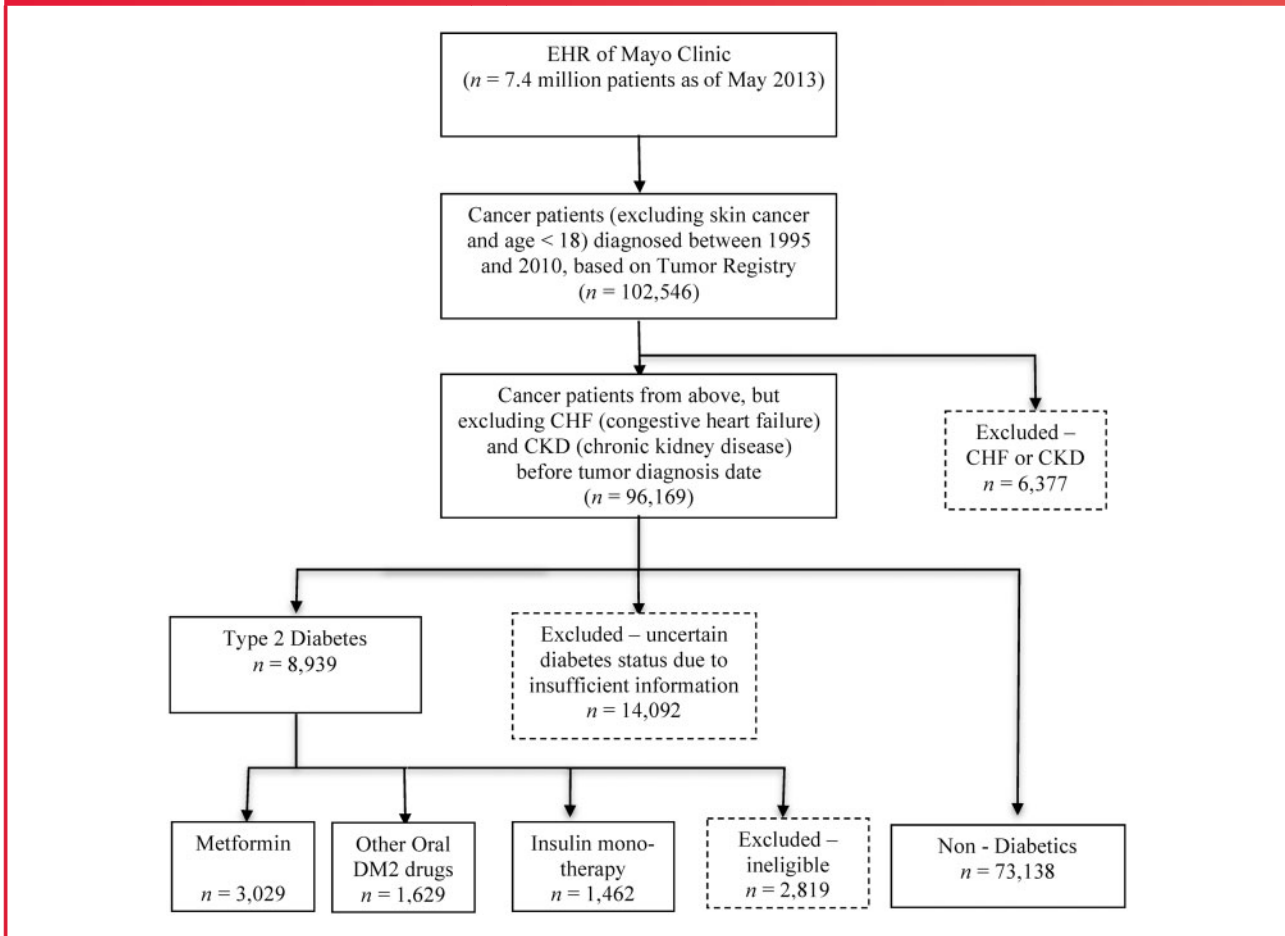 EHR of Mayo Clinic
(n = 7.4 million patients as of May 2013)
Cancer patients (excluding skin cancer
and age < 18) diagnosed between 1995
and 2010, based on Tumor Registry
(n = 102,546)
Cancer patients from above, but
excluding CHF (congestive heart failure)
and CKD (chronic kidney disease)
before tumor diagnosis date
(n = 96,169)
Excluded –
CHF or CKD
n = 6,377
Type 2 Diabetes
n = 8,939
Excluded – uncertain
diabetes status due to
insufficient information
n = 14,092
Metformin
n = 3,029
Other Oral
DM2 drugs
n = 1,629
Insulin mono-
therapy
n = 1,462
Excluded –
ineligible
n = 2,819
Non - Diabetics
n = 73,138